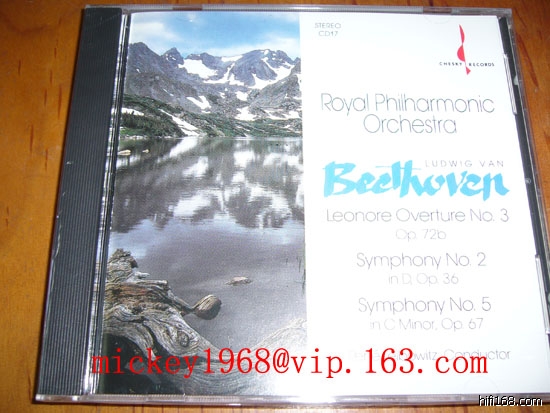 STEREO
CD17
CHESKY RECORDS
Royal Philharmonic
Orchestra
LUDWIG VAN
Beethoven
Leonore Overture No. 3
Op. 72b
Symphony No. 2
in D, Op. 36
Symphony No. 5
in C Minor, Op. 67
Conductor
mickey1968@vip.163.com
hifi168.com